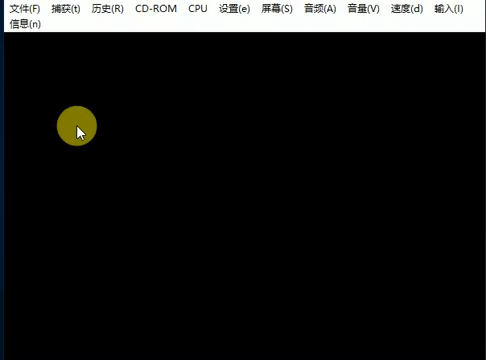 文件(F) 捕获(t) 历史(R) CD-ROM CPU 设置(e) 屏幕(S) 音频(A) 音量(V) 速度(d) 输入(I)
信息(n)